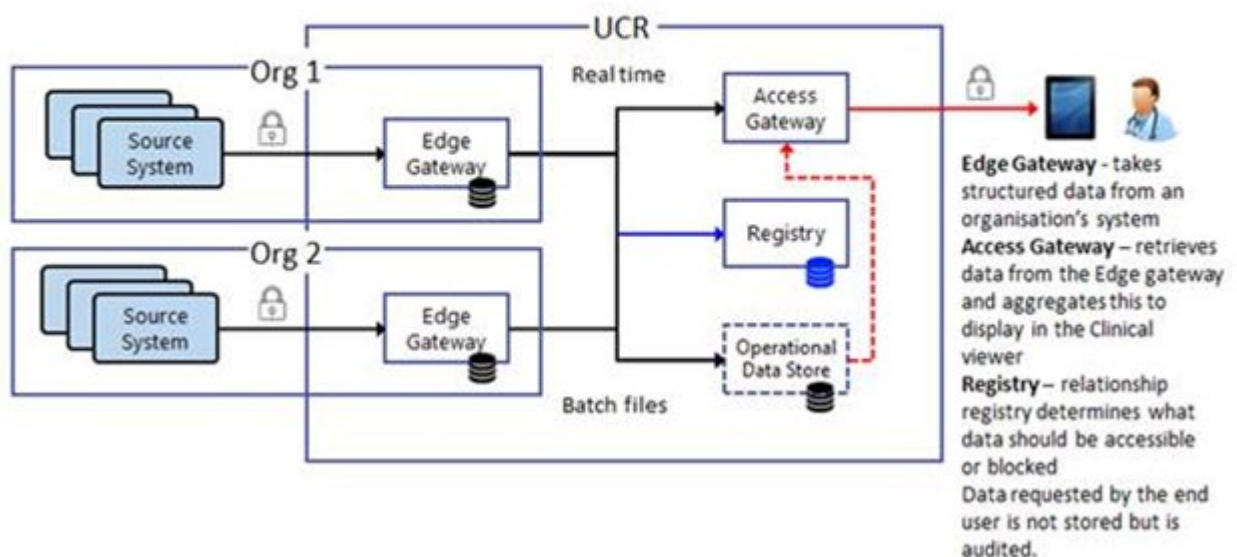 UCR
Org 1
Real time
Source
System
Edge
Gateway
Access
Gateway
Registry
Org 2
Source
System
Edge
Gateway
Operational
Data Store
Batch files
Edge Gateway - takes
structured data from an
organisation's system
Access Gateway – retrieves
data from the Edge gateway
and aggregates this to
display in the Clinical
viewer
Registry – relationship
registry determines what
data should be accessible
or blocked
Data requested by the end
user is not stored but is
audited.